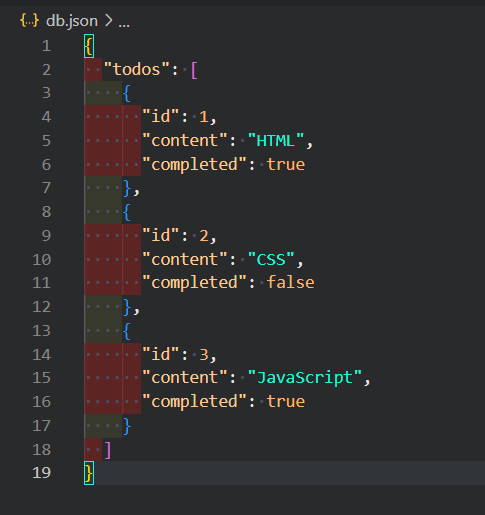 {..} db.json > ...
1 {
2 "todos": [
3 {
4 "id": 1,
5 "content": "HTML",
6 "completed": true
7 },
8 {
9 "id": 2,
10 "content": "CSS",
11 "completed": false
12 },
13 {
14 "id": 3,
15 "content": "JavaScript",
16 "completed": true
17 }
18 ]
19 }